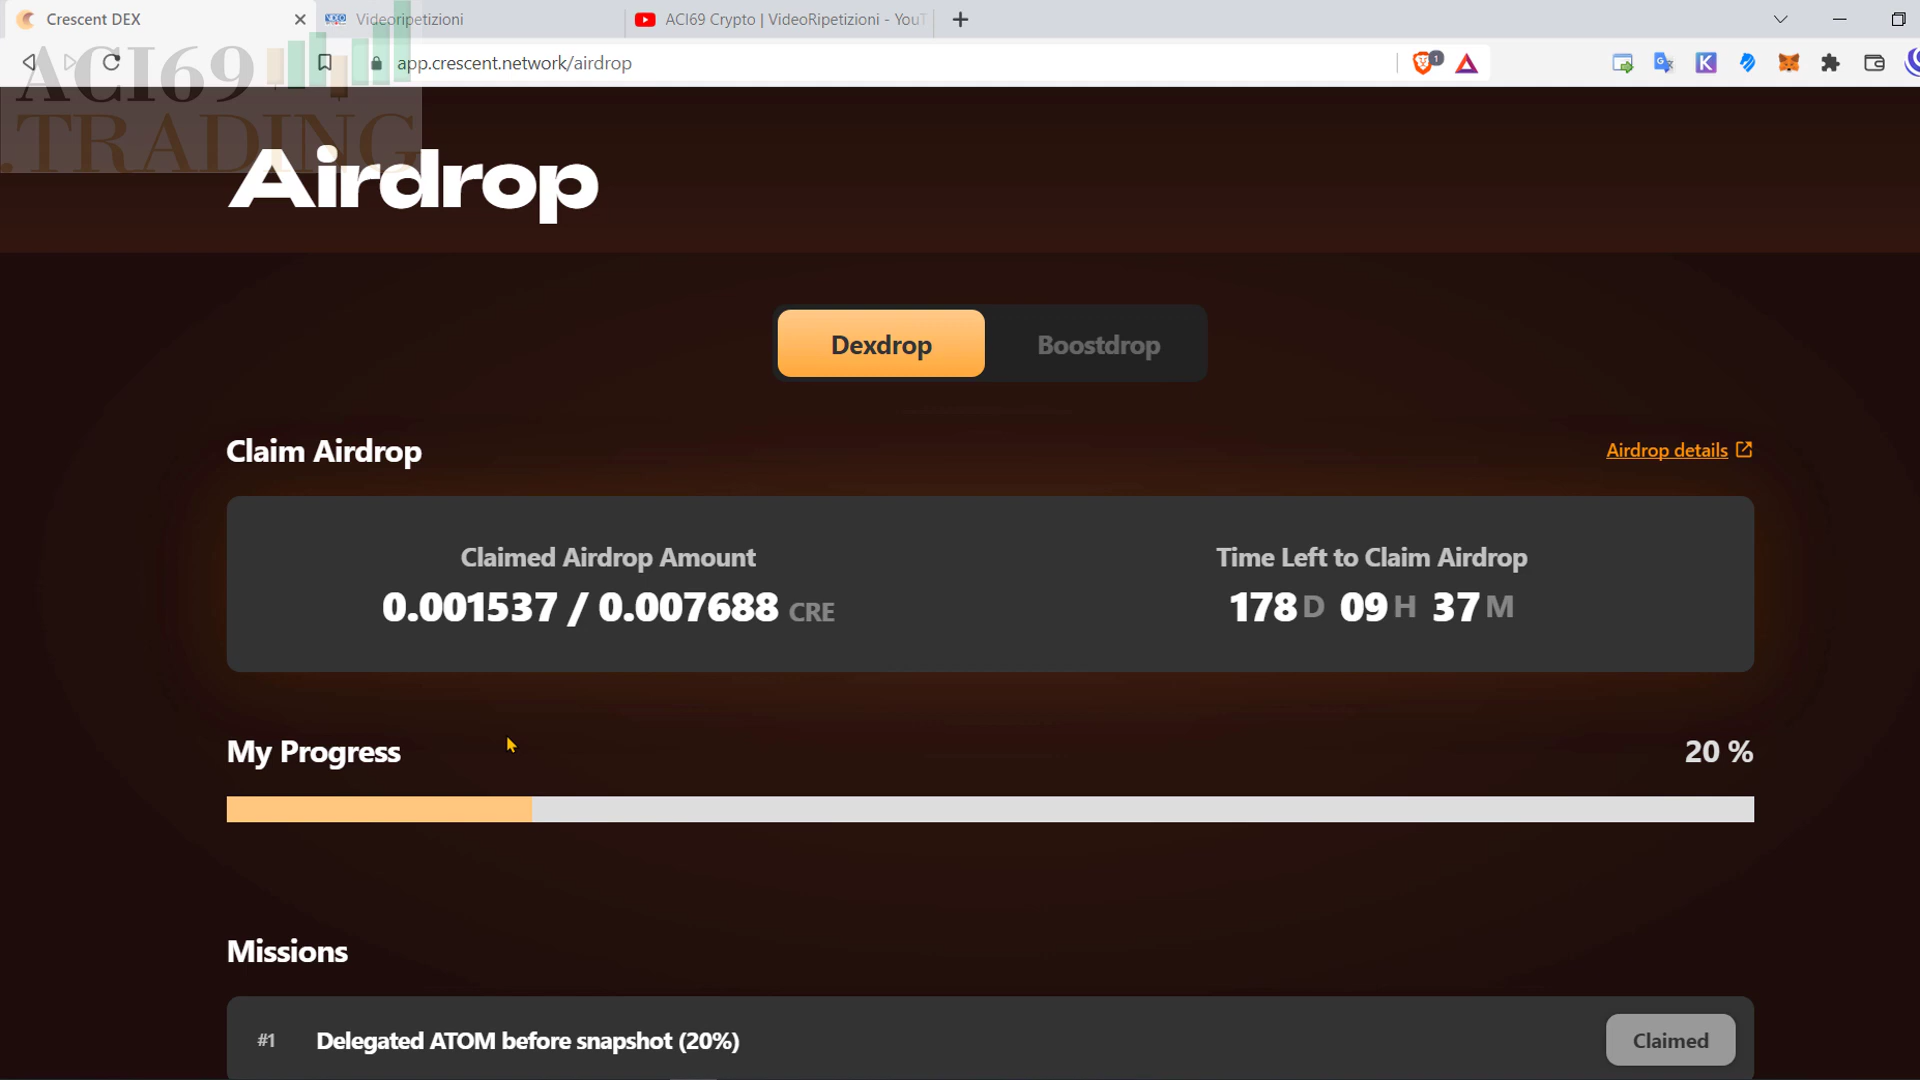 Crescent DEX
Videoripetizioni
ACI69 Crypto | VideoRipetizioni - YouT
app.crescent.network/airdrop
1
ACI69
.TRADING
Airdrop
Dexdrop
Boostdrop
Claim Airdrop
Airdrop details
Claimed Airdrop Amount
Time Left to Claim Airdrop
0.001537 / 0.007688 CRE
178 D 09 H 37 M
My Progress
20 %
Missions
#1 Delegated ATOM before snapshot (20%)
Claimed